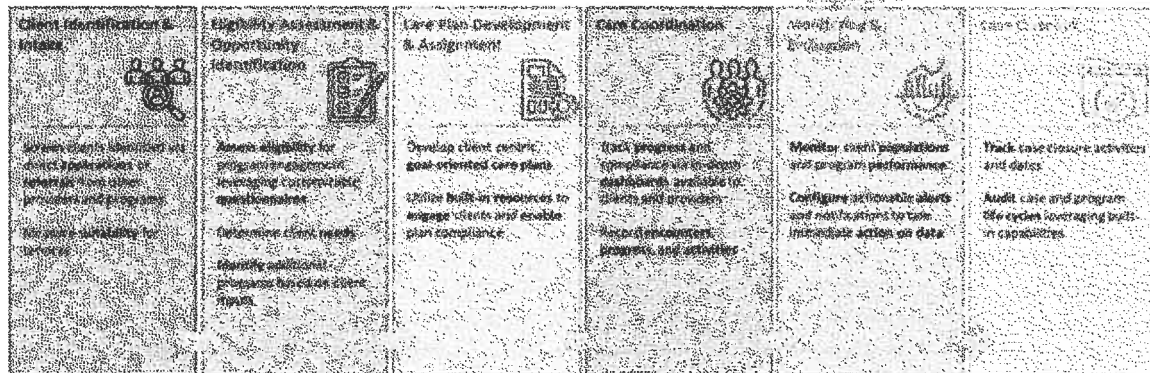 Client Identification &
Intake
Screen clients identified via
direct applications or
referrals from other
providers and programs
Measure suitability for
services
Eligibility Assessment &
Opportunity
Identification
Assess eligibility for
program engagement
leveraging customizable
questionnaires
Determine client needs
Identify additional
programs based on client
inputs
Care Plan Development
& Assignment
Develop client centric
goal-oriented care plans
Utilize built-in resources to
engage clients and enable
plan compliance
Care Coordination
Track progress and
compliance via in-depth
dashboards available to
clients and providers
Record encounters,
progress, and activities
Monitoring &
Evaluation
Monitor client populations
and program performance
Configure actionable alerts
and notifications to take
immediate action on data
Track case closure activities
and dates
Audit case and program
life cycles leveraging built-
in capabilities